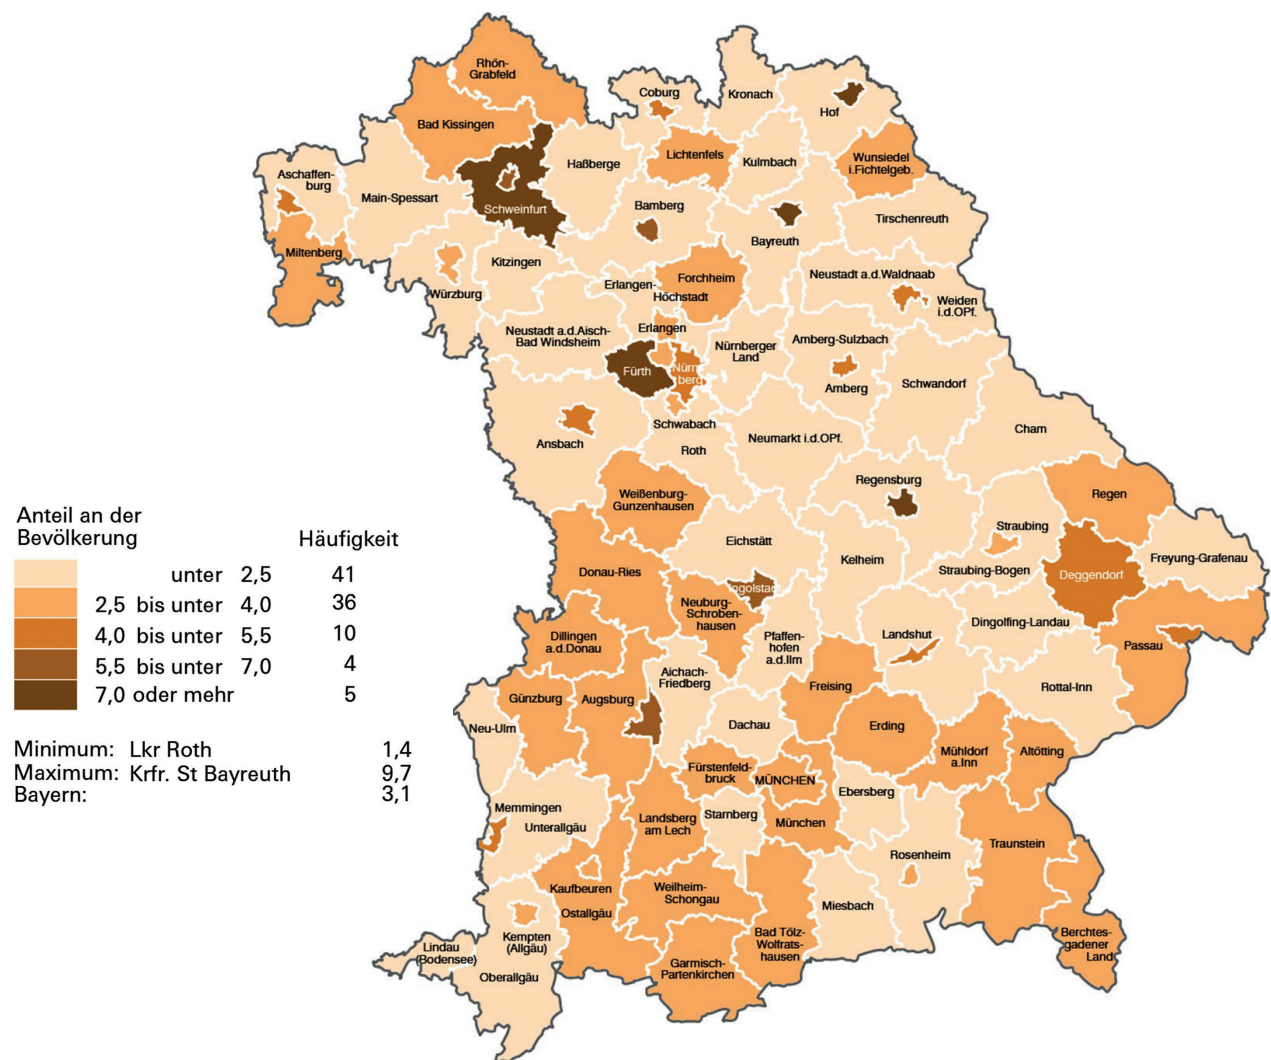 Rhön-
Grabfeld
Coburg
Kronach
Hof
Bad Kissingen
Lichtenfels
Kulmbach
Wunsiedel
i.Fichtelgeb.
Haßberge
Aschaffen-
burg
Main-Spessart
Schweinfurt
Bamberg
Bayreuth
Tirschenreuth
Miltenberg
Kitzingen
Würzburg
Erlangen-
Höchstadt
Forchheim
Neustadt a.d.Waldnaab
Weiden
i.d.OPf.
Neustadt a.d.Aisch-
Bad Windsheim
Erlangen
Nürnberger
Land
Amberg-Sulzbach
Fürth
Nürn
berg
Amberg
Schwandorf
Ansbach
Schwabach
Roth
Neumarkt i.d.OPf.
Cham
Weißenburg-
Gunzenhausen
Regensburg
Regen
Straubing
Eichstätt
Kelheim
Straubing-Bogen
Deggendorf
Freyung-Grafenau
Donau-Ries
Ingolstadt
Neuburg-
Schroben-
hausen
Pfaffen-
hofen
a.d.Ilm
Landshut
Dingolfing-Landau
Passau
Dillingen
a.d.Donau
Aichach-
Friedberg
Freising
Rottal-Inn
Günzburg
Augsburg
Neu-Ulm
Dachau
Erding
Mühldorf
a.Inn
Altötting
Fürstenfeld-
bruck
MÜNCHEN
Ebersberg
Memmingen
Unterallgäu
Landsberg
am Lech
Starnberg
München
Rosenheim
Traunstein
Kaufbeuren
Ostallgäu
Weilheim-
Schongau
Miesbach
Bad Tölz-
Wolfrats-
hausen
Berchtes-
gadener
Land
Kempten
(Allgäu)
Lindau
(Bodensee)
Oberallgäu
Garmisch-
Partenkirchen
Anteil an der
Bevölkerung
Häufigkeit
unter 2,5 41
2,5 bis unter 4,0 36
4,0 bis unter 5,5 10
5,5 bis unter 7,0 4
7,0 oder mehr 5
Minimum: Lkr Roth 1,4
Maximum: Krfr. St Bayreuth 9,7
Bayern: 3,1